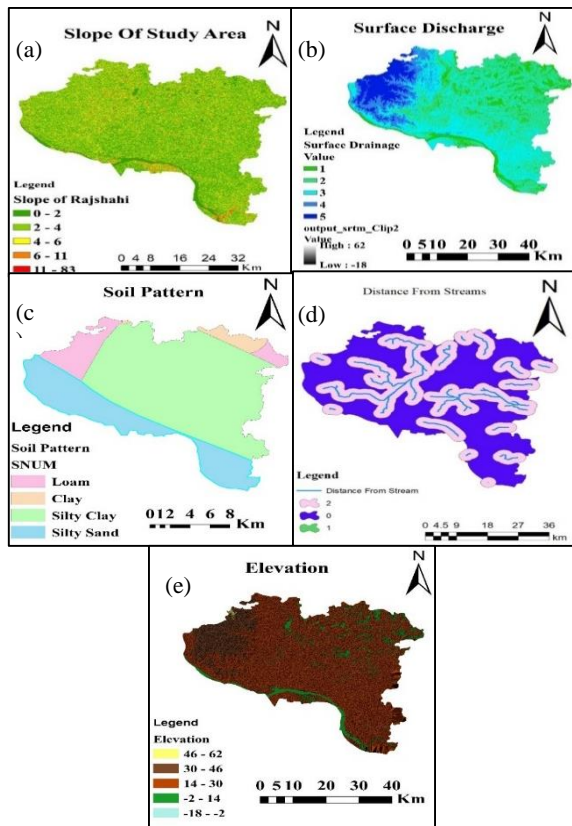 (a)
Slope Of Study Area
N
Legend
Slope of Rajshahi
0 - 2
2 - 4
4 - 6
6 - 11
11 - 83
0 4 8 16 24 32
Km
(b)
Surface Discharge
N
Legend
Surface Drainage
Value
1
2
3
4
5
output_srtm_Clip2
Value
High : 62
Low : -18
0 5 10 20 30 40
Km
(c
Soil Pattern
N
Legend
Soil Pattern
SNUM
Loam
Clay
Silty Clay
Silty Sand
0 1 2 4 6 8
Km
(d)
Distance From Streams
N
Legend
Distance From Stream
2
0
1
0 4.5 9 18 27 36
km
(e)
Elevation
N
Legend
Elevation
46 - 62
30 - 46
14 - 30
-2 - 14
-18 - -2
0 5 10 20 30 40
Km